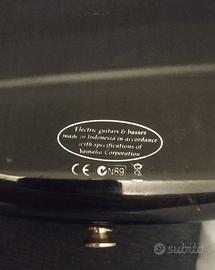 Electric guitars & basses
made in Indonesia in accordance
with specifications of
Yamaha Corporation
CE N89
subito